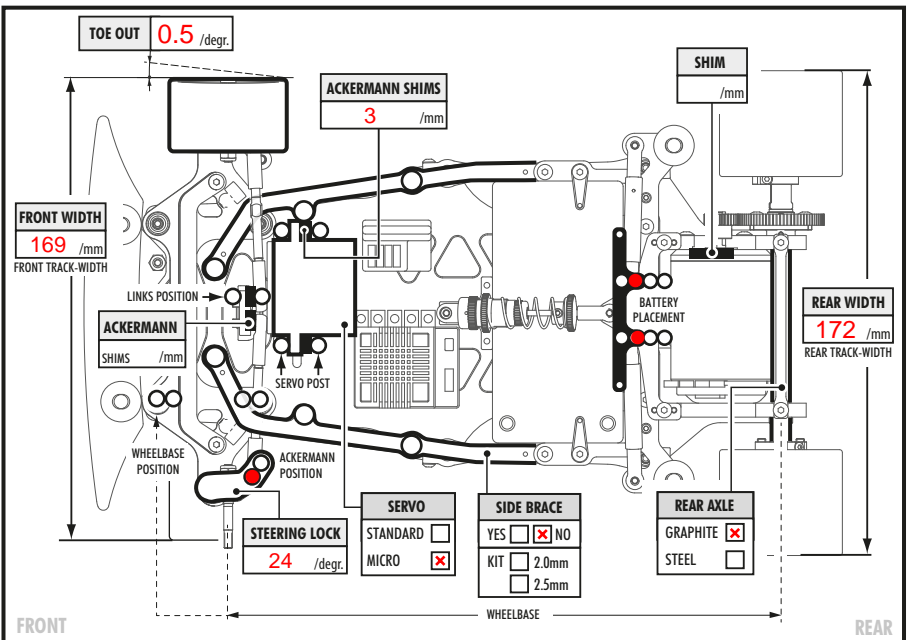 TOE OUT 0.5 /degr.
SHIM
/mm
ACKERMANN SHIMS
3 /mm
FRONT WIDTH
169 /mm
FRONT TRACK-WIDTH
LINKS POSITION
ACKERMANN
SHIMS /mm
SERVO POST
BATTERY
PLACEMENT
REAR WIDTH
172 /mm
REAR TRACK-WIDTH
WHEELBASE
POSITION
ACKERMANN
POSITION
STEERING LOCK
24 /degr.
SERVO
STANDARD
MICRO
SIDE BRACE
YES NO
KIT 2.0mm
2.5mm
REAR AXLE
GRAPHITE
STEEL
WHEELBASE
FRONT
REAR